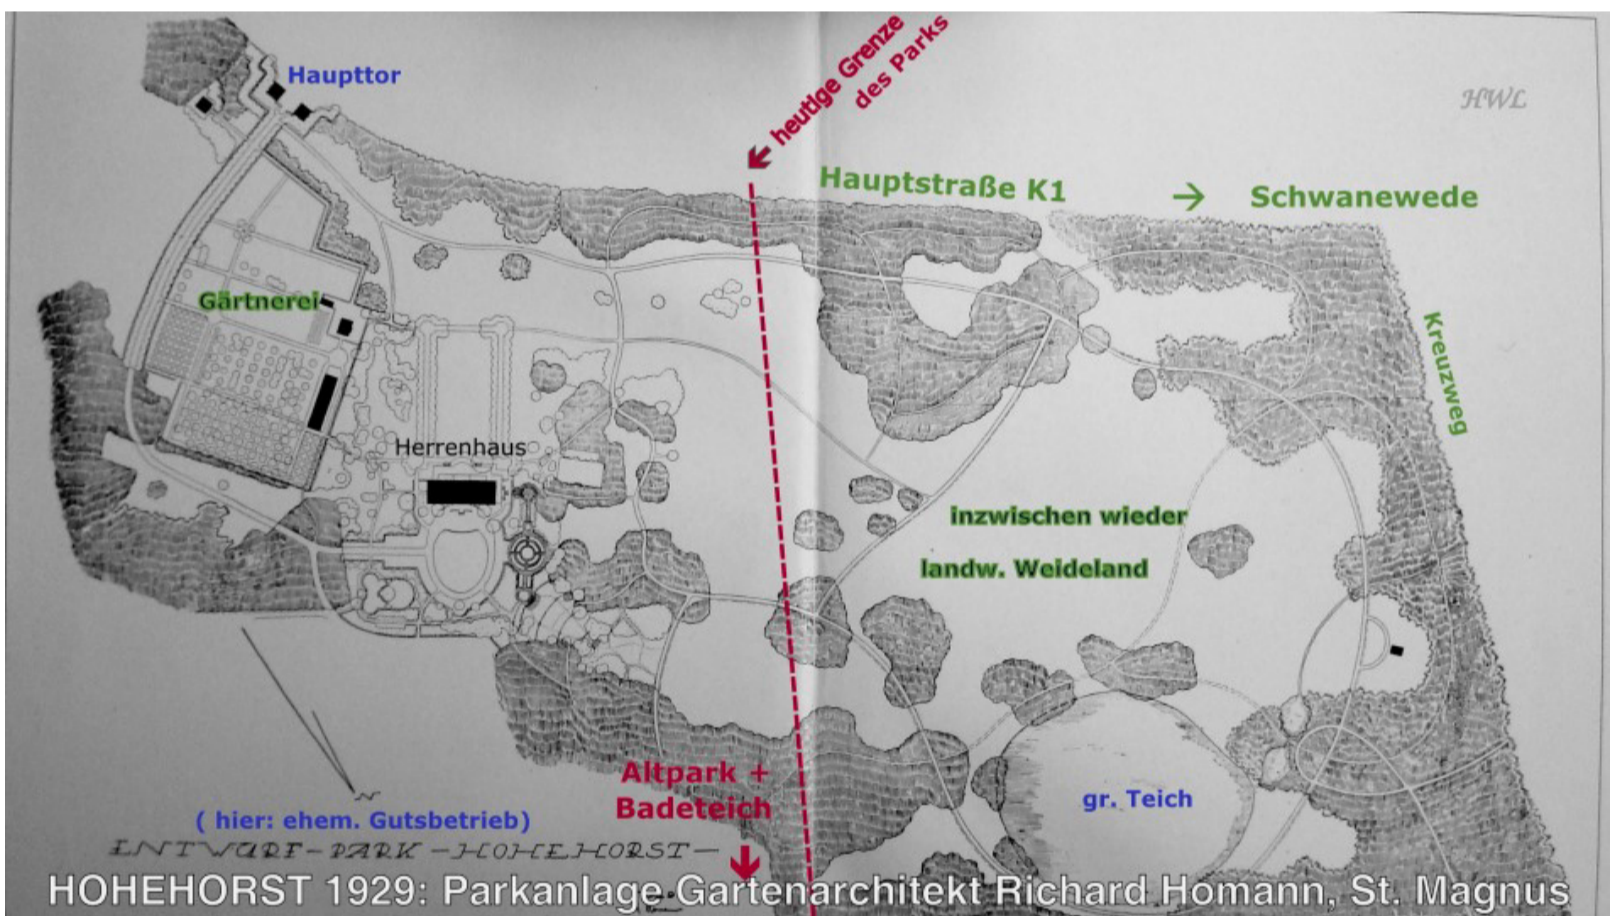 heutige Grenze
des Parks
Haupttor
HWL
Hauptstraße K1 → Schwanewede
Gärtnerei
Kreuzweg
Herrenhaus
inzwischen wieder
landw. Weideland
Altpark +
Badeteich
gr. Teich
( hier: ehem. Gutsbetrieb)
ENTWURF-PARK-HOHEHORST-
HOHEHORST 1929: Parkanlage Gartenarchitekt Richard Homann, St. Magnus